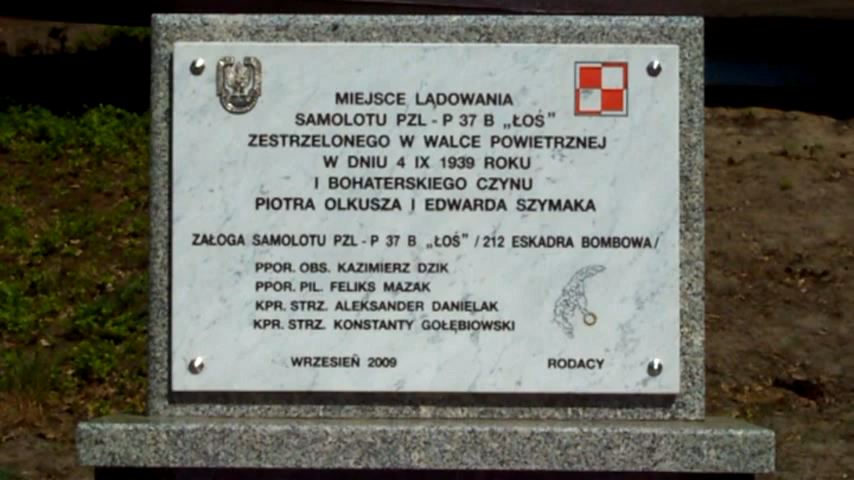 MIEJSCE LĄDOWANIA
SAMOLOTU PZL - P 37 B „ŁOŚ”
ZESTRZELONEGO W WALCE POWIETRZNEJ
W DNIU 4 IX 1939 ROKU
I BOHATERSKIEGO CZYNU
PIOTRA OLKUSZA I EDWARDA SZYMAKA
ZAŁOGA SAMOLOTU PZL - P 37 B „ŁOŚ” / 212 ESKADRA BOMBOWA /
PPOR. OBS. KAZIMIERZ DZIK
PPOR. PIL. FELIKS MAZAK
KPR. STRZ. ALEKSANDER DANIELAK
KPR. STRZ. KONSTANTY GOŁĘBIOWSKI
WRZESIEŃ 2009 RODACY